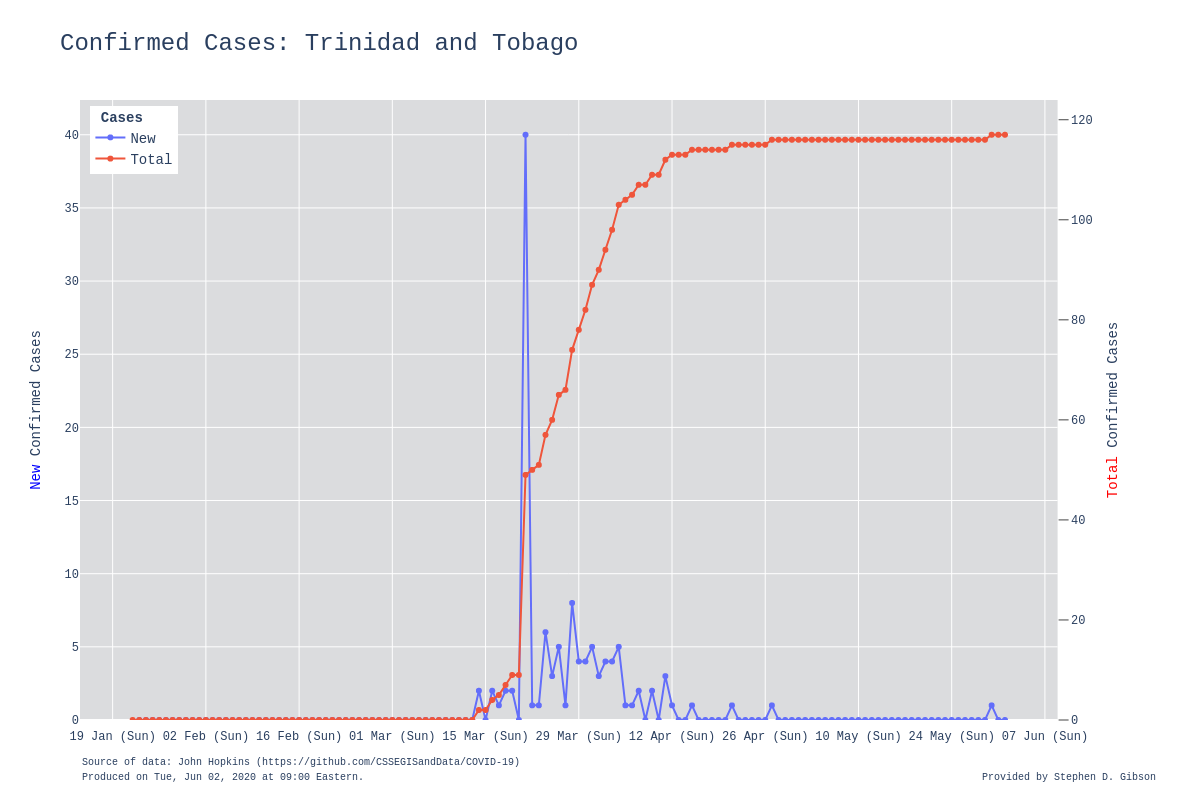 Confirmed Cases: Trinidad and Tobago
Cases
New
Total
40
35
30
25
20
15
10
5
0
New Confirmed Cases
120
100
80
60
40
20
0
Total Confirmed Cases
19 Jan (Sun) 02 Feb (Sun) 16 Feb (Sun) 01 Mar (Sun) 15 Mar (Sun) 29 Mar (Sun) 12 Apr (Sun) 26 Apr (Sun) 10 May (Sun) 24 May (Sun) 07 Jun (Sun)
Source of data: John Hopkins (https://github.com/CSSEGISandData/COVID-19)
Produced on Tue, Jun 02, 2020 at 09:00 Eastern.
Provided by Stephen D. Gibson